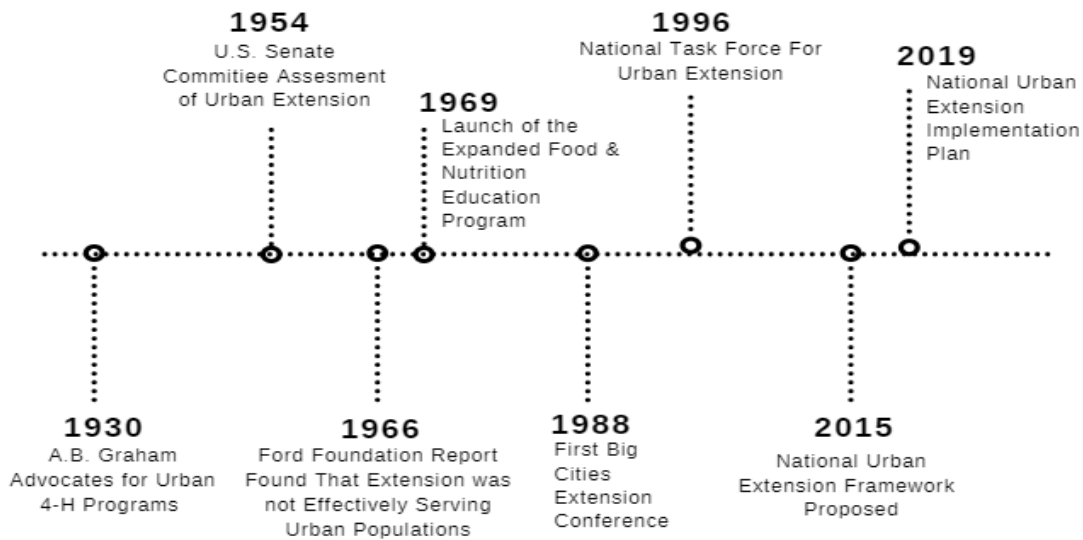 1954
U.S. Senate
Commitiee Assesment
of Urban Extension
1969
Launch of the
Expanded Food &
Nutrition
Education
Program
1996
National Task Force For
Urban Extension
2019
National Urban
Extension
Implementation
Plan
1930
A.B. Graham
Advocates for Urban
4-H Programs
1966
Ford Foundation Report
Found That Extension was
not Effectively Serving
Urban Populations
1988
First Big
Cities
Extension
Conference
2015
National Urban
Extension Framework
Proposed